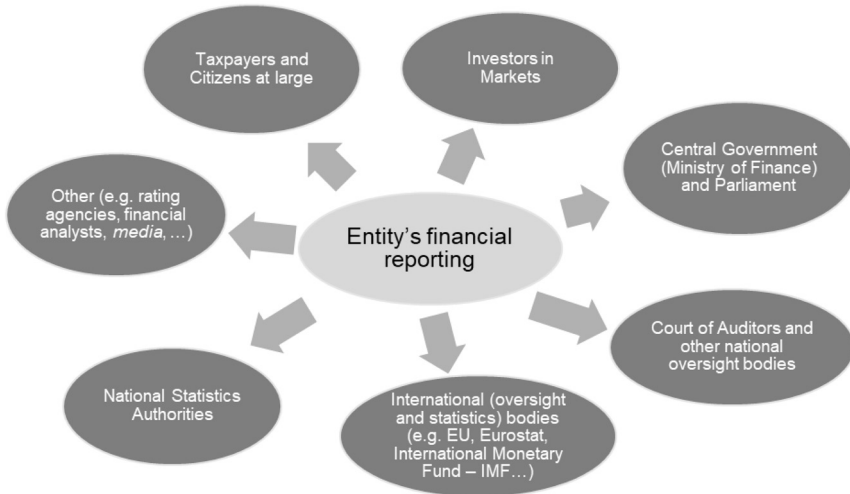 Taxpayers and
Citizens at large
Investors in
Markets
Central Government
(Ministry of Finance)
and Parliament
Other (e.g. rating
agencies, financial
analysts, media, …)
Entity’s financial
reporting
Court of Auditors and
other national
oversight bodies
National Statistics
Authorities
International (oversight
and statistics) bodies
(e.g. EU, Eurostat,
International Monetary
Fund – IMF…)